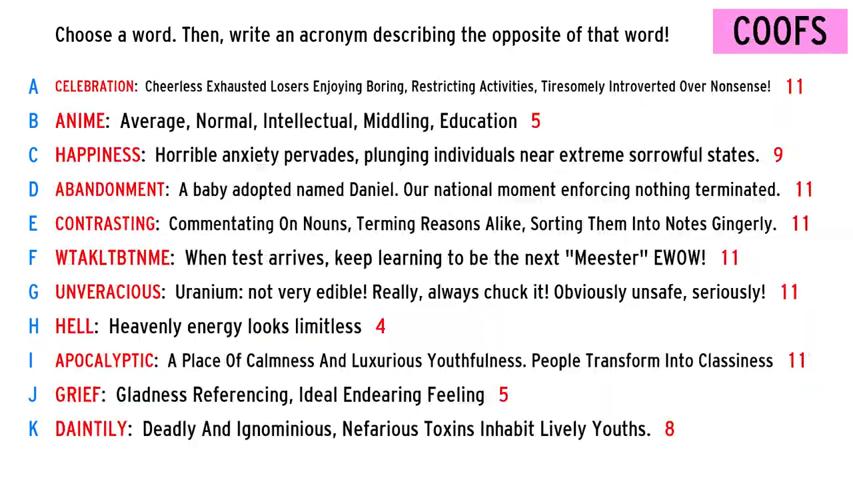 Choose a word. Then, write an acronym describing the opposite of that word!
COOFS
A CELEBRATION: Cheerless Exhausted Losers Enjoying Boring, Restricting Activities, Tiresomely Introverted Over Nonsense! 11
B ANIME: Average, Normal, Intellectual, Middling, Education 5
C HAPPINESS: Horrible anxiety pervades, plunging individuals near extreme sorrowful states. 9
D ABANDONMENT: A baby adopted named Daniel. Our national moment enforcing nothing terminated. 11
E CONTRASTING: Commentating On Nouns, Terming Reasons Alike, Sorting Them Into Notes Gingerly. 11
F WTAKLTBTNME: When test arrives, keep learning to be the next "Meester" EWOW! 11
G UNVERACIOUS: Uranium: not very edible! Really, always chuck it! Obviously unsafe, seriously! 11
H HELL: Heavenly energy looks limitless 4
I APOCALYPTIC: A Place Of Calmness And Luxurious Youthfulness. People Transform Into Classiness 11
J GRIEF: Gladness Referencing, Ideal Endearing Feeling 5
K DAINTILY: Deadly And Ignominious, Nefarious Toxins Inhabit Lively Youths. 8